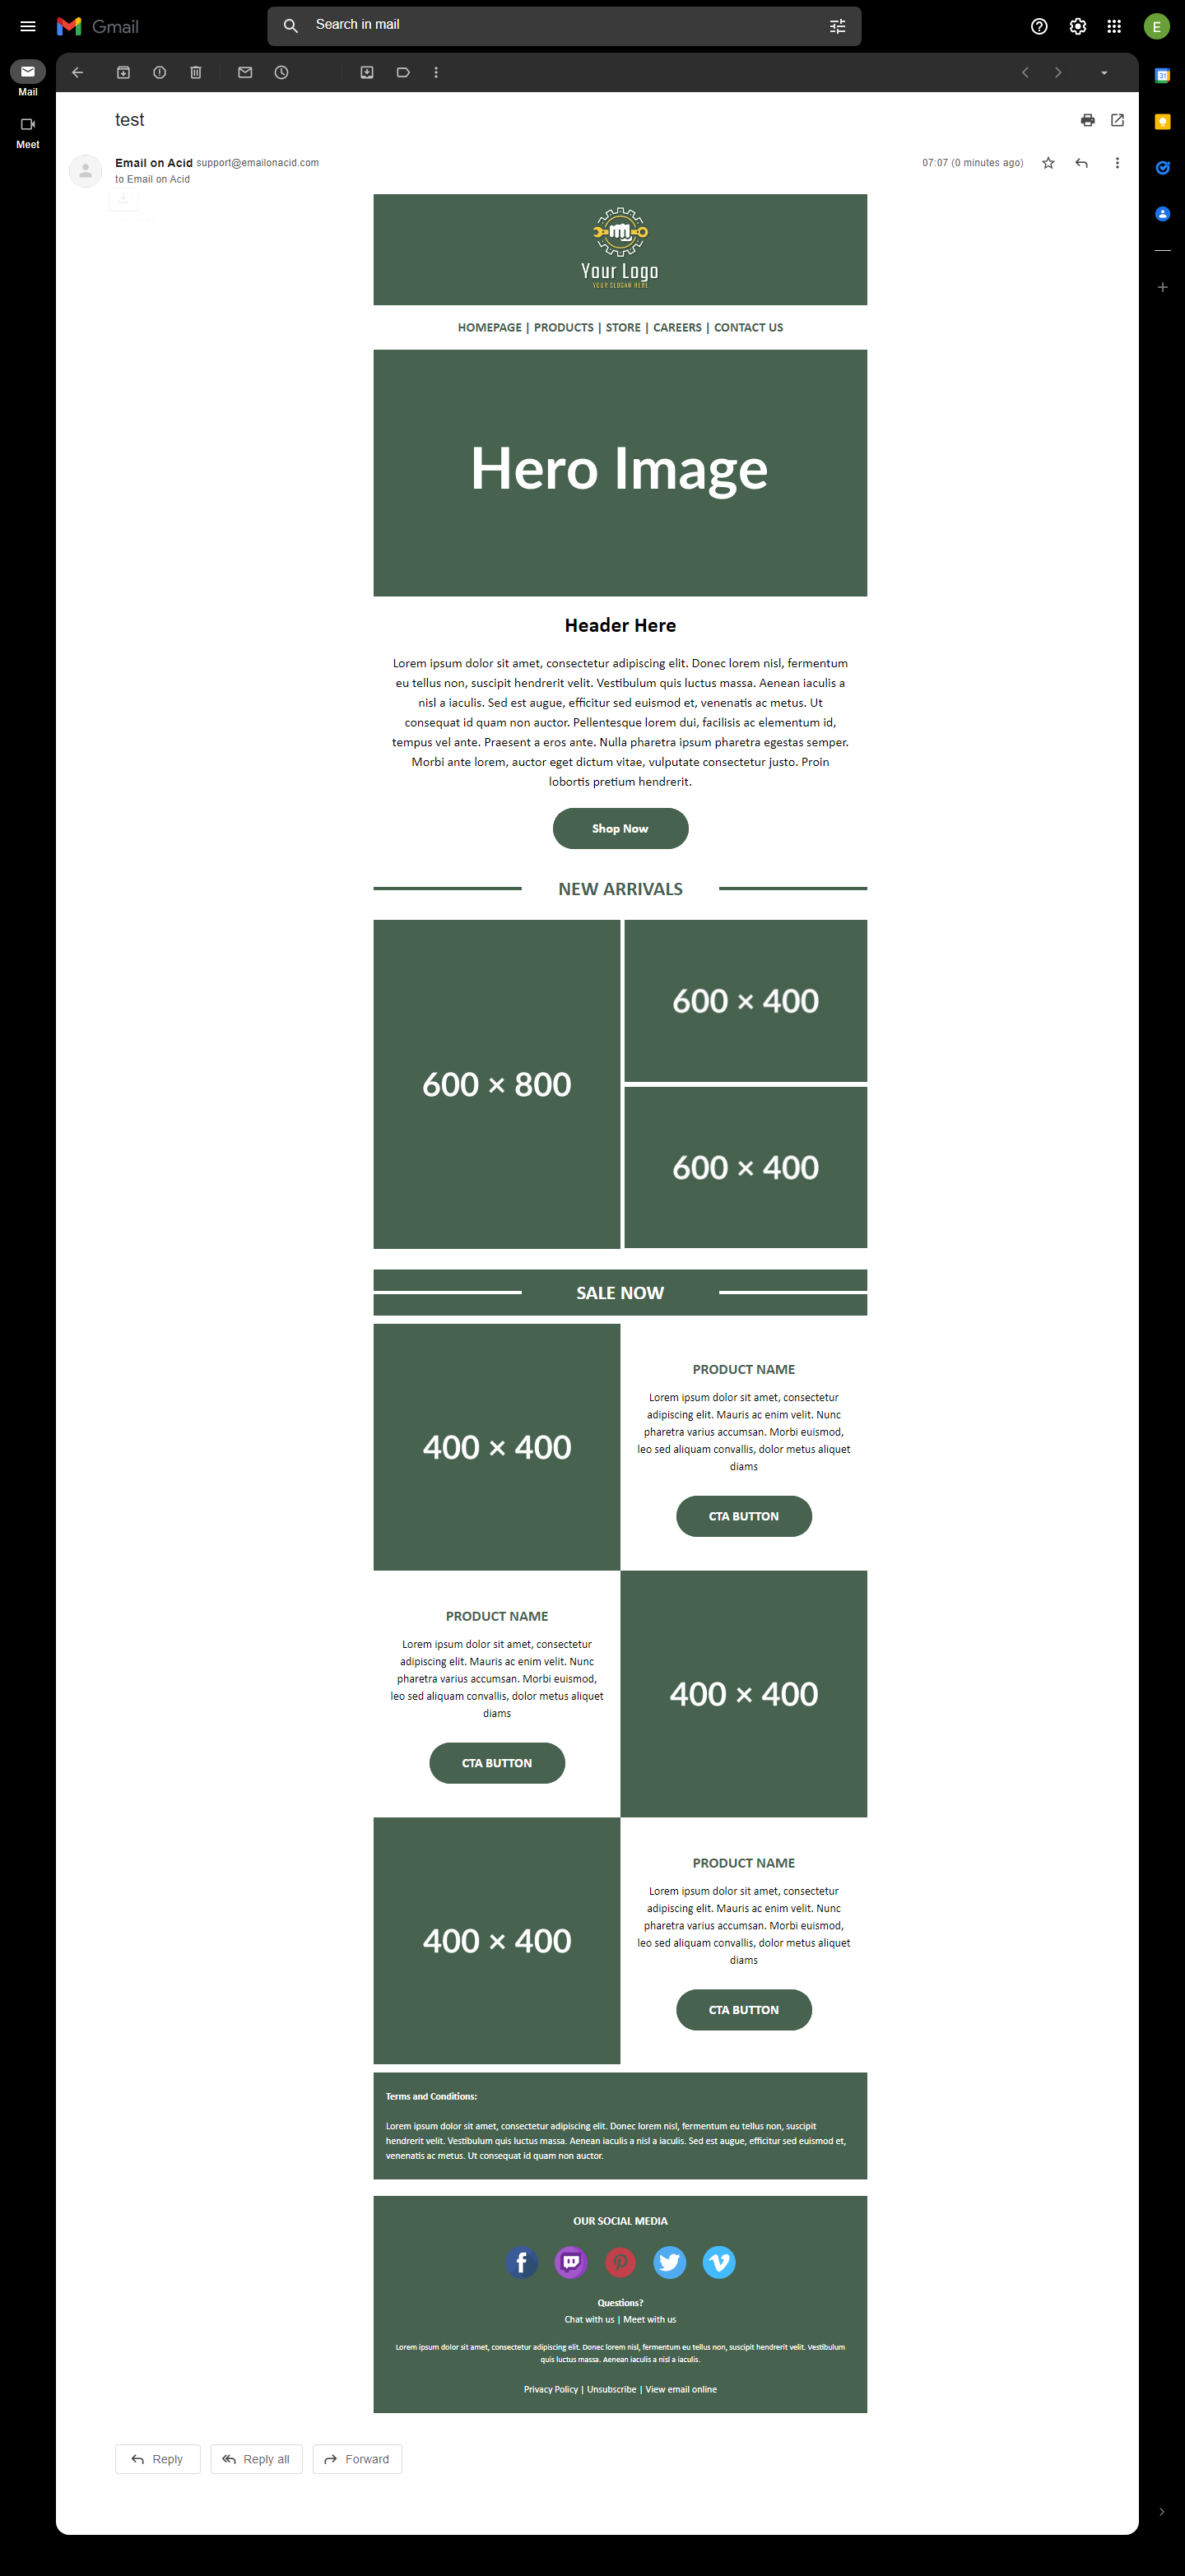 Gmail
Search in mail
E
Mail
Meet
31
test
Email on Acid support@emailonacid.com
07:07 (0 minutes ago)
to Email on Acid
Your Logo
YOUR SLOGAN HERE
HOMEPAGE | PRODUCTS | STORE | CAREERS | CONTACT US
Hero Image
Header Here
Lorem ipsum dolor sit amet, consectetur adipiscing elit. Donec lorem nisl, fermentum
eu tellus non, suscipit hendrerit velit. Vestibulum quis luctus massa. Aenean iaculis a
nisl a iaculis. Sed est augue, efficitur sed euismod et, venenatis ac metus. Ut
consequat id quam non auctor. Pellentesque lorem dui, facilisis ac elementum id,
tempus vel ante. Praesent a eros ante. Nulla pharetra ipsum pharetra egestas semper.
Morbi ante lorem, auctor eget dictum vitae, vulputate consectetur justo. Proin
lobortis pretium hendrerit.
Shop Now
NEW ARRIVALS
600 × 800
600 × 400
600 × 400
SALE NOW
400 × 400
PRODUCT NAME
Lorem ipsum dolor sit amet, consectetur
adipiscing elit. Mauris ac enim velit. Nunc
pharetra varius accumsan. Morbi euismod,
leo sed aliquam convallis, dolor metus aliquet
diams
CTA BUTTON
PRODUCT NAME
Lorem ipsum dolor sit amet, consectetur
adipiscing elit. Mauris ac enim velit. Nunc
pharetra varius accumsan. Morbi euismod,
leo sed aliquam convallis, dolor metus aliquet
diams
CTA BUTTON
400 × 400
400 × 400
PRODUCT NAME
Lorem ipsum dolor sit amet, consectetur
adipiscing elit. Mauris ac enim velit. Nunc
pharetra varius accumsan. Morbi euismod,
leo sed aliquam convallis, dolor metus aliquet
diams
CTA BUTTON
Terms and Conditions:
Lorem ipsum dolor sit amet, consectetur adipiscing elit. Donec lorem nisl, fermentum eu tellus non, suscipit
hendrerit velit. Vestibulum quis luctus massa. Aenean iaculis a nisl a iaculis. Sed est augue, efficitur sed euismod et,
venenatis ac metus. Ut consequat id quam non auctor.
OUR SOCIAL MEDIA
Questions?
Chat with us | Meet with us
Lorem ipsum dolor sit amet, consectetur adipiscing elit. Donec lorem nisl, fermentum eu tellus non, suscipit hendrerit velit. Vestibulum
quis luctus massa. Aenean iaculis a nisl a iaculis.
Privacy Policy | Unsubscribe | View email online
Reply
Reply all
Forward